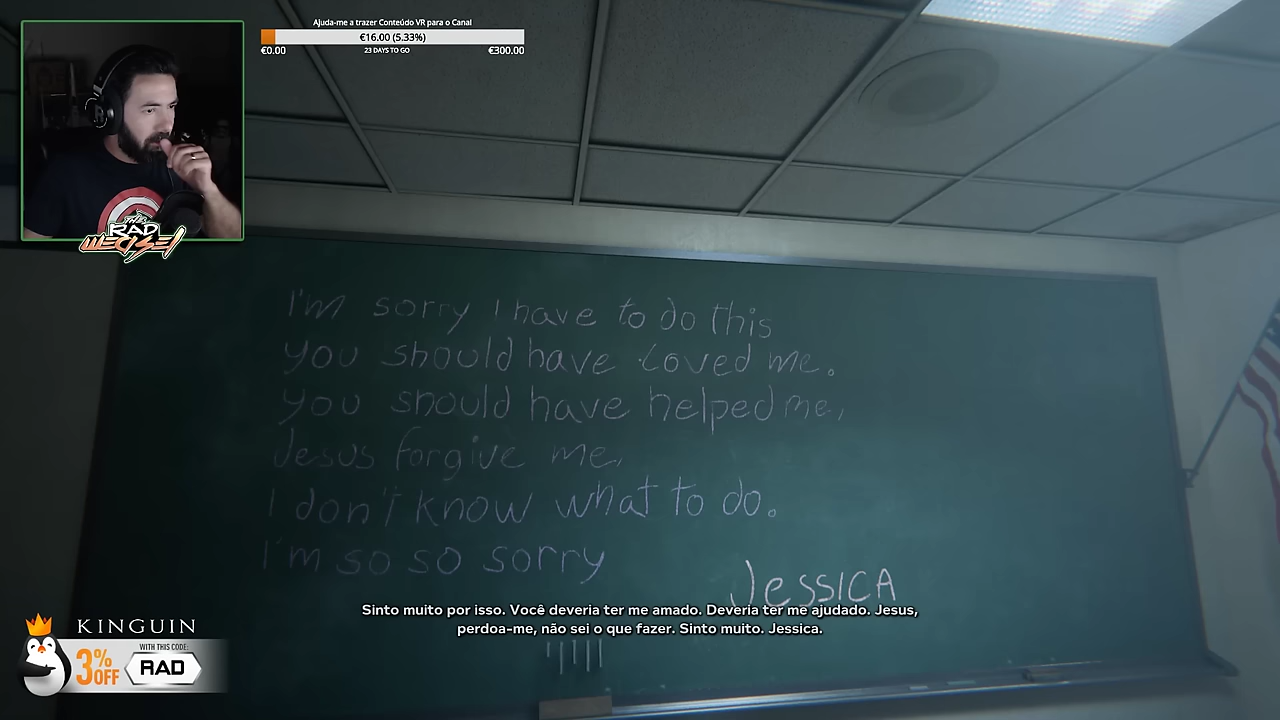 Ajuda-me a trazer Conteúdo VR para o Canal
€16.00 (5.33%)
€0.00 23 DAYS TO GO €300.00
THE
RAD
WECISE!
I'm sorry I have to do this
you should have loved me.
you should have helped me,
Jesus forgive me,
I don't know what to do.
I'm so so sorry
JESSICA
Sinto muito por isso. Você deveria ter me amado. Deveria ter me ajudado. Jesus,
perdoa-me, não sei o que fazer. Sinto muito. Jessica.
KINGUIN
3% OFF
WITH THIS CODE:
RAD